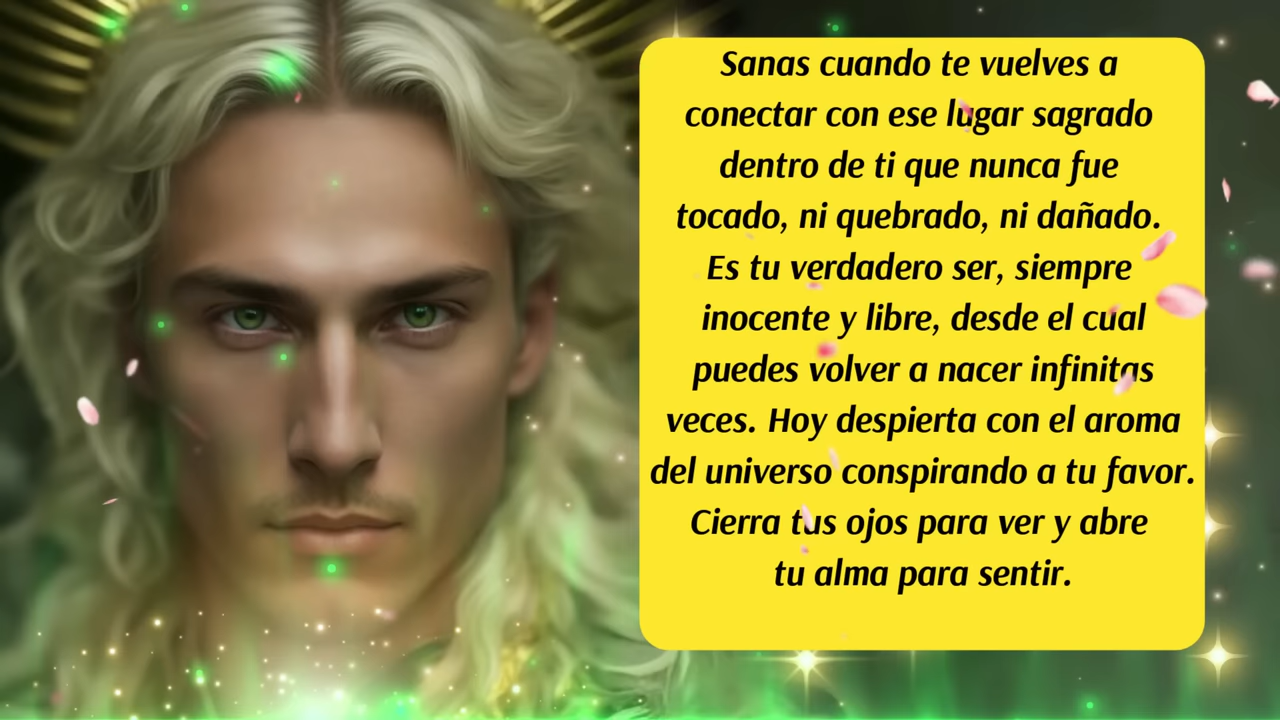 Sanas cuando te vuelves a
conectar con ese lugar sagrado
dentro de ti que nunca fue
tocado, ni quebrado, ni dañado.
Es tu verdadero ser, siempre
inocente y libre, desde el cual
puedes volver a nacer infinitas
veces. Hoy despierta con el aroma
del universo conspirando a tu favor.
Cierra tus ojos para ver y abre
tu alma para sentir.